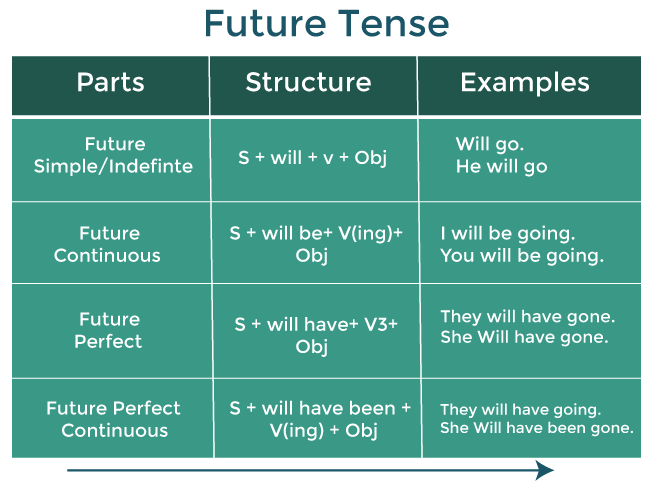 Future Tense
Parts
Structure
Examples
Future
Simple/Indefinte
S + will + v + Obj
Will go.
He will go
Future
Continuous
S + will be+ V(ing)+
Obj
I will be going.
You will be going.
Future
Perfect
S + will have+ V3+
Obj
They will have gone.
She Will have gone.
Future Perfect
Continuous
S + will have been +
V(ing) + Obj
They will have going.
She Will have been gone.